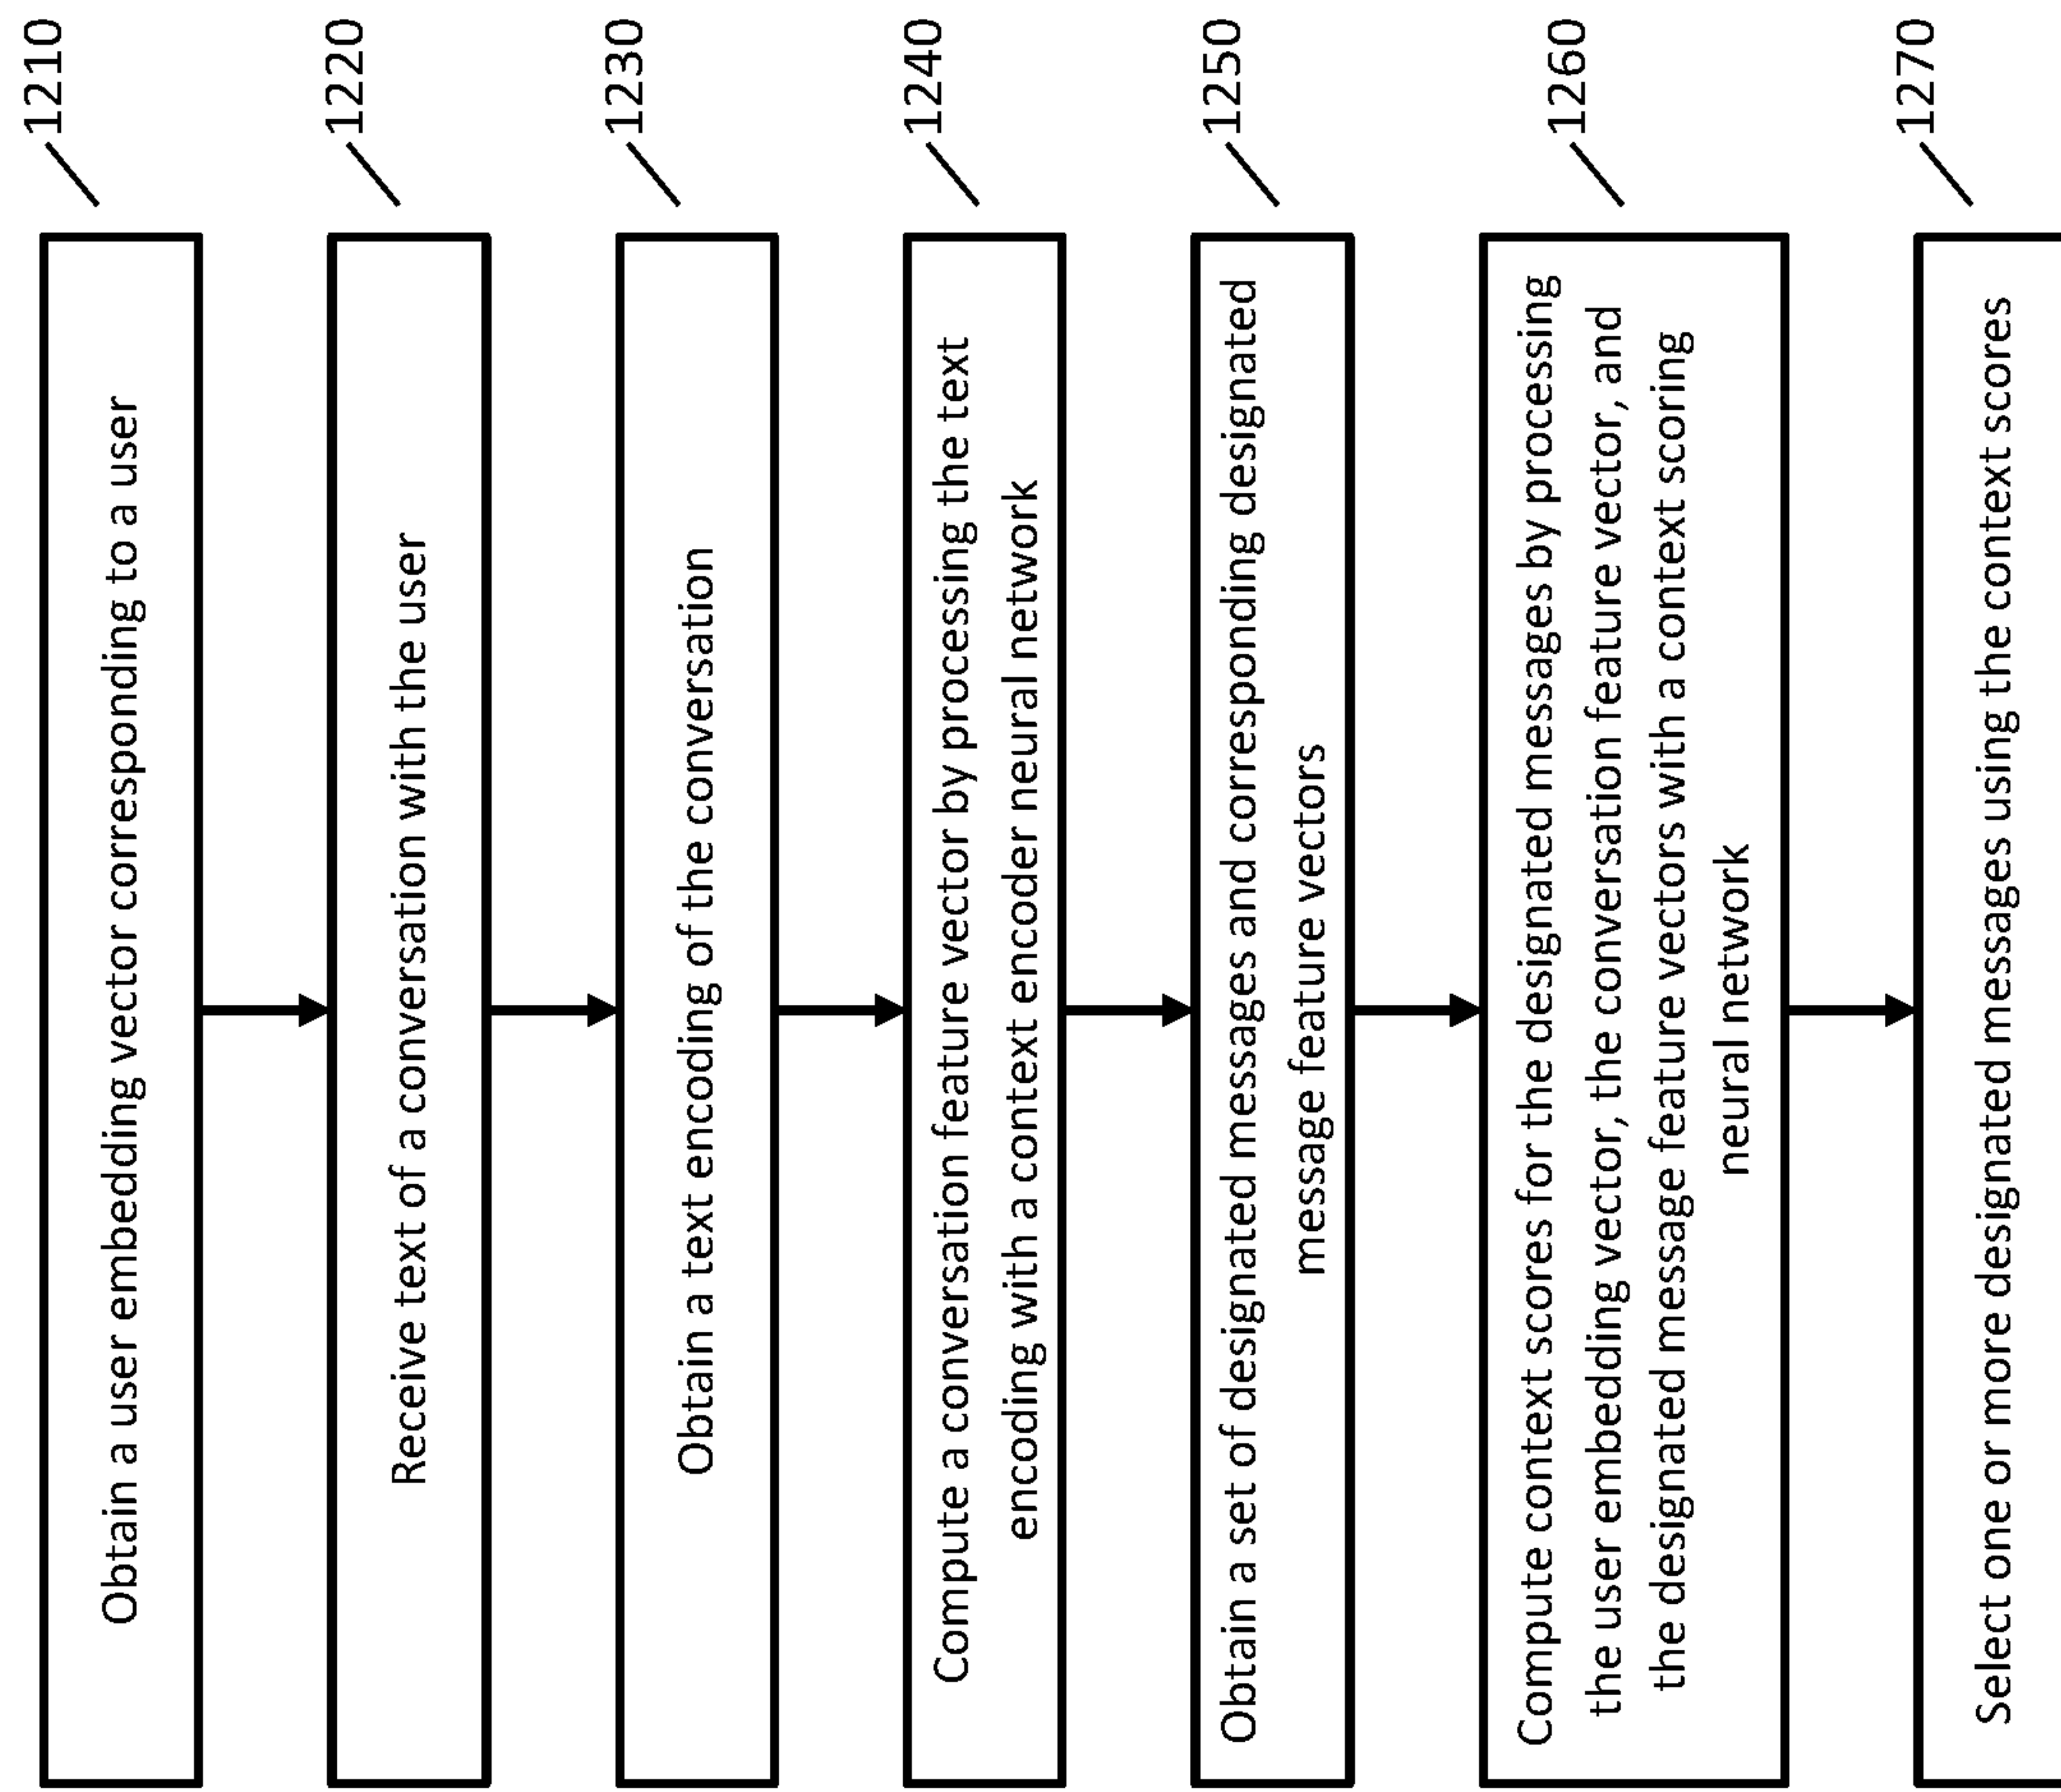 1210
Obtain a user embedding vector corresponding to a user
1220
Receive text of a conversation with the user
1230
Obtain a text encoding of the conversation
1240
Compute a conversation feature vector by processing the text
encoding with a context encoder neural network
1250
Obtain a set of designated messages and corresponding designated
message feature vectors
1260
Compute context scores for the designated messages by processing
the user embedding vector, the conversation feature vector, and
the designated message feature vectors with a context scoring
neural network
1270
Select one or more designated messages using the context scores